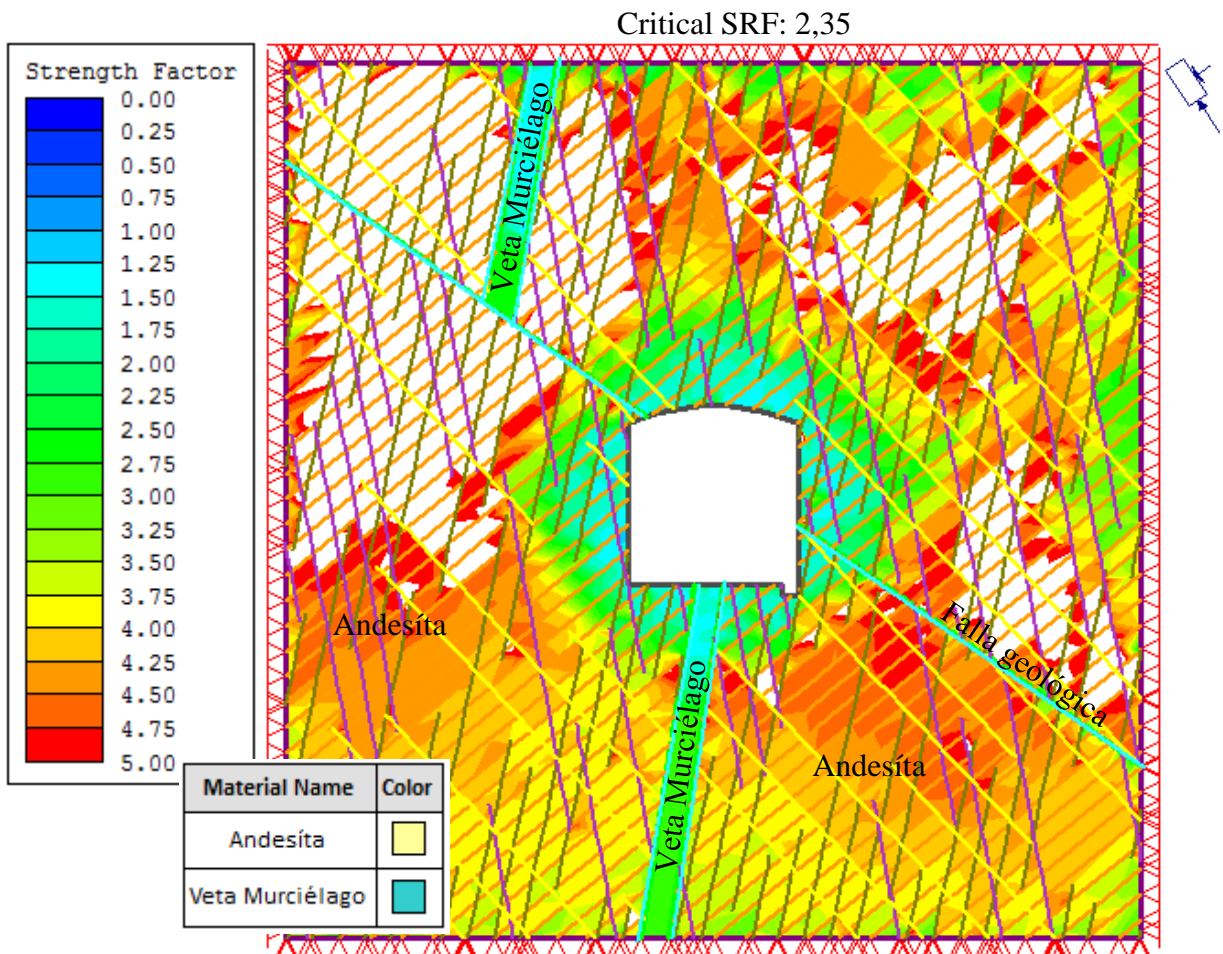 Critical SRF: 2,35
Strength Factor
0.00
0.25
0.50
0.75
1.00
1.25
1.50
1.75
2.00
2.25
2.50
2.75
3.00
3.25
3.50
3.75
4.00
4.25
4.50
4.75
5.00
Veta Murciélago
Andesíta
Falla geológica
Veta Murciélago
Andesíta
Material Name Color
Andesíta
Veta Murciélago